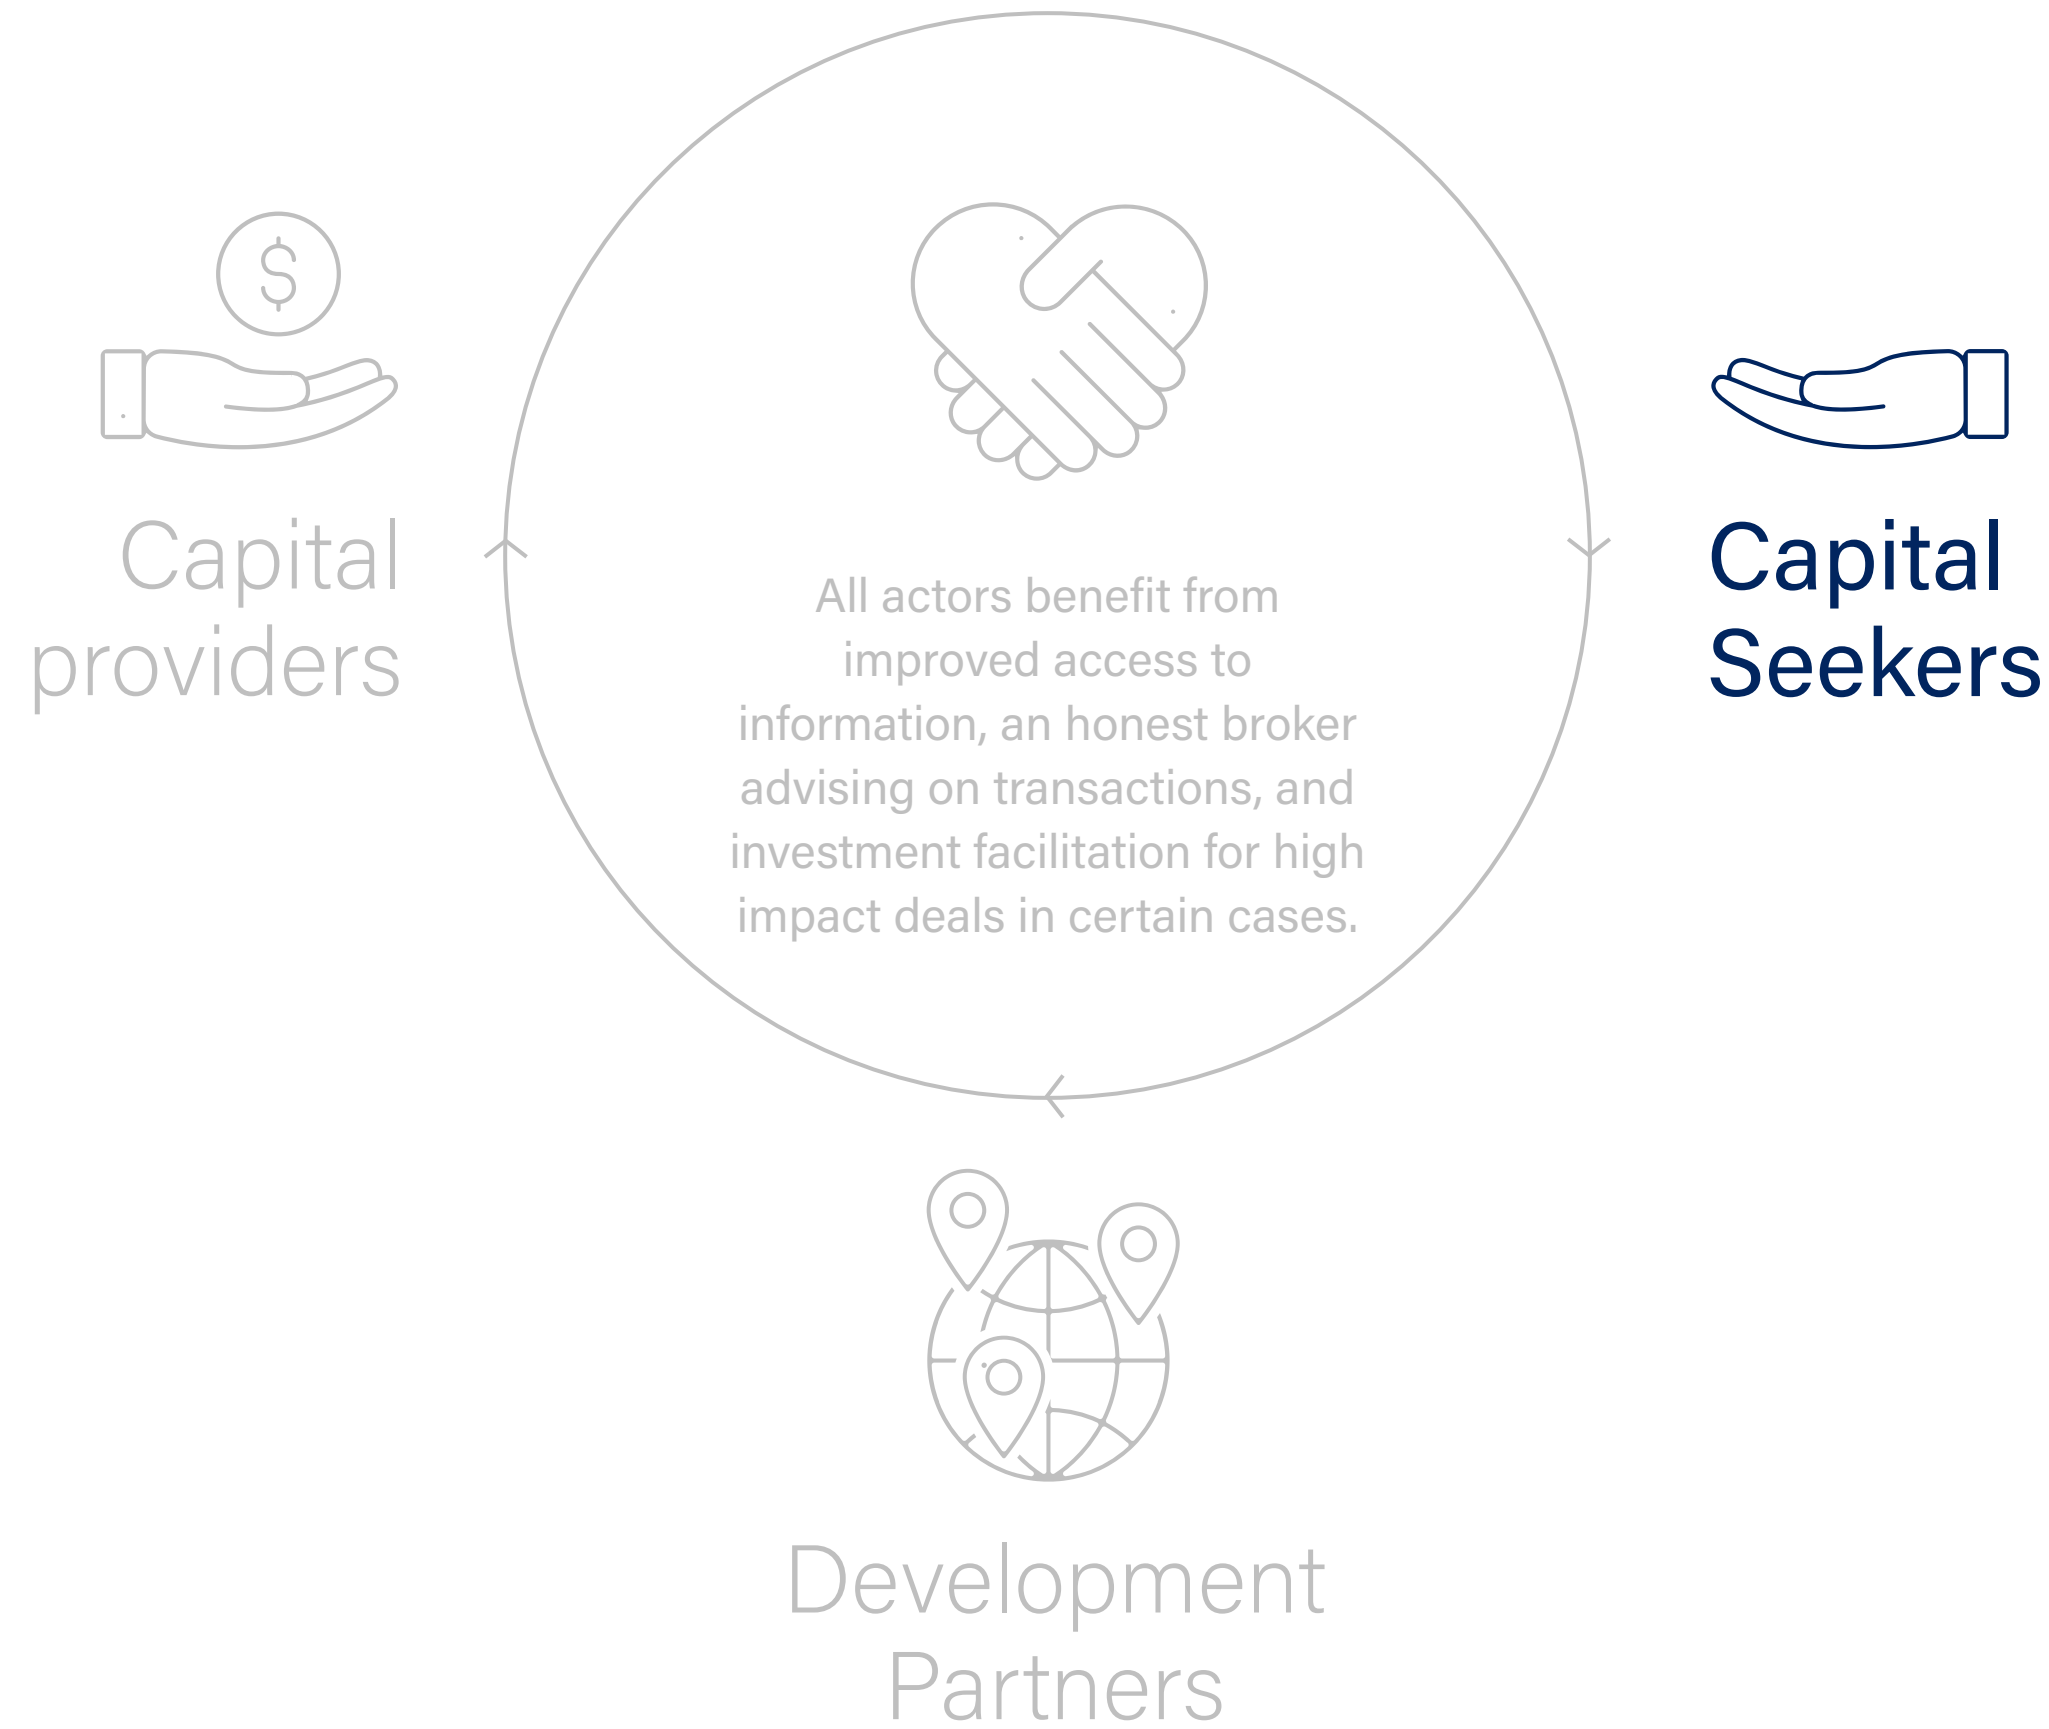 Capital
providers
All actors benefit from
improved access to
information, an honest broker
advising on transactions, and
investment facilitation for high
impact deals in certain cases.
Capital
Seekers
Development
Partners
$